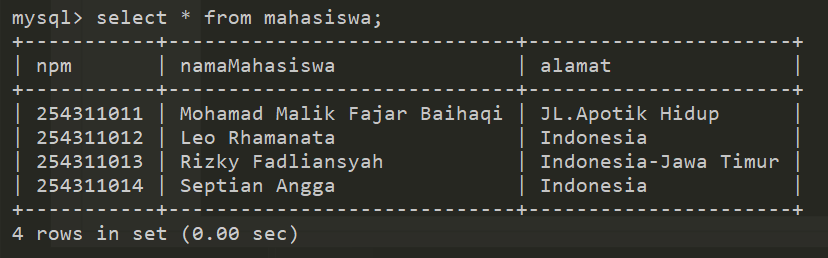 mysql> select * from mahasiswa;
+-----------+-----------------------------+----------------------+
| npm       | namaMahasiswa               | alamat               |
+-----------+-----------------------------+----------------------+
| 254311011 | Mohamad Malik Fajar Baihaqi | JL.Apotik Hidup      |
| 254311012 | Leo Rhamanata               | Indonesia            |
| 254311013 | Rizky Fadliansyah           | Indonesia-Jawa Timur |
| 254311014 | Septian Angga               | Indonesia            |
+-----------+-----------------------------+----------------------+
4 rows in set (0.00 sec)